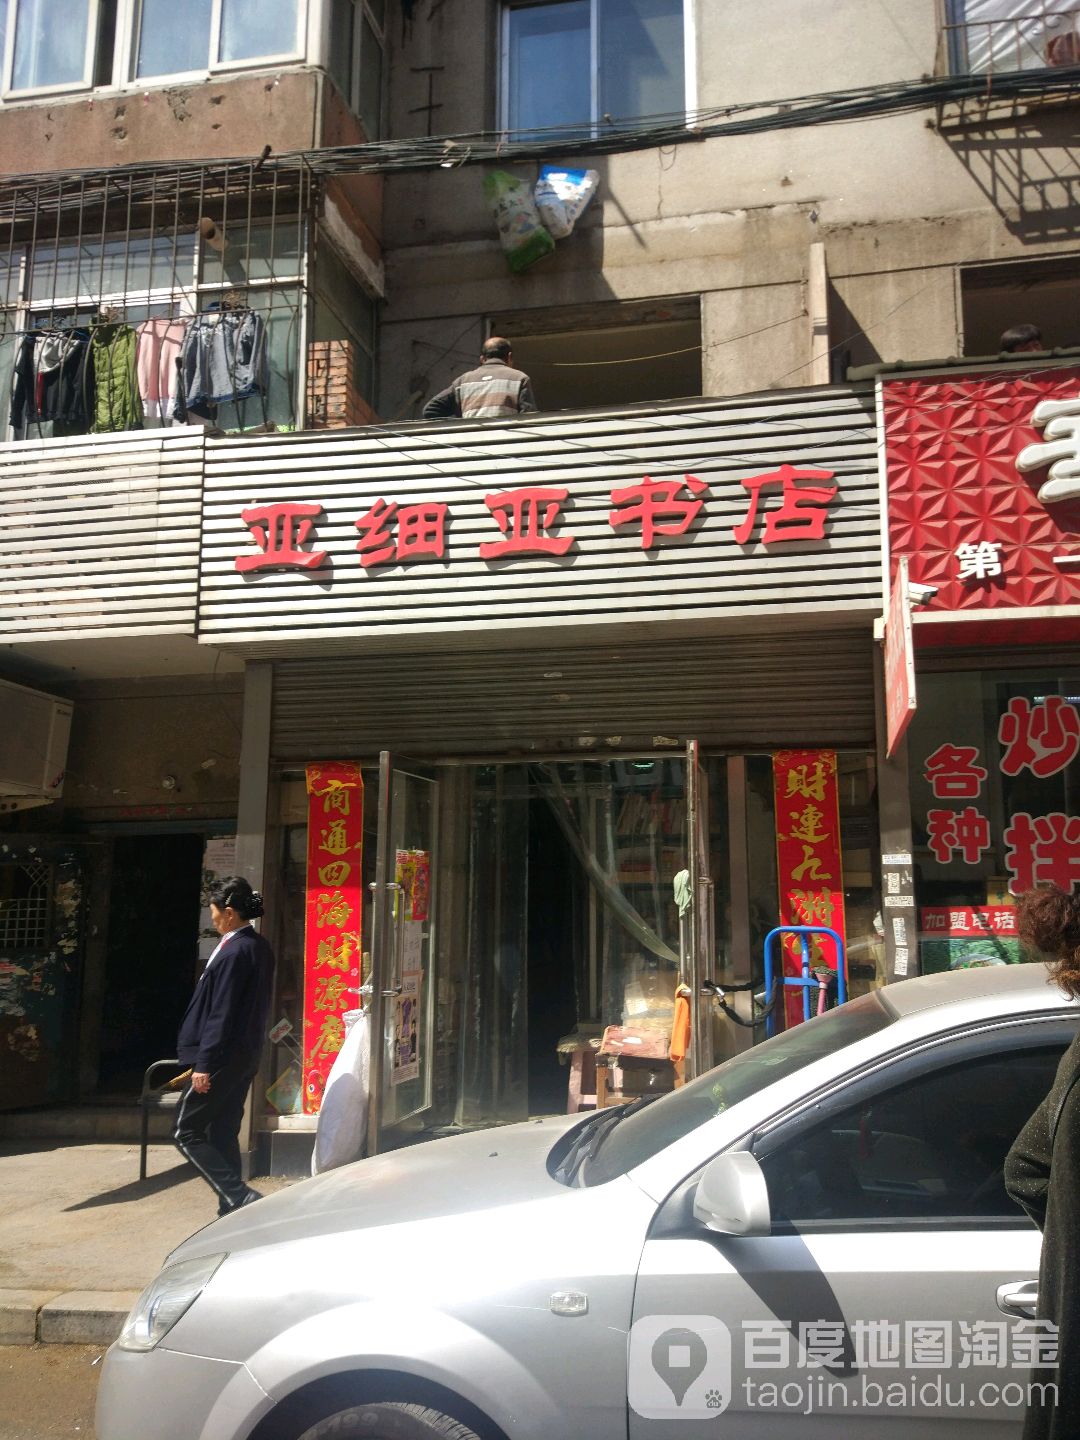 亚细亚书店
第一
商通四海财源广
财连九洲
各种
炒
拌
加盟电话
百度地图淘金
taojin.baidu.com